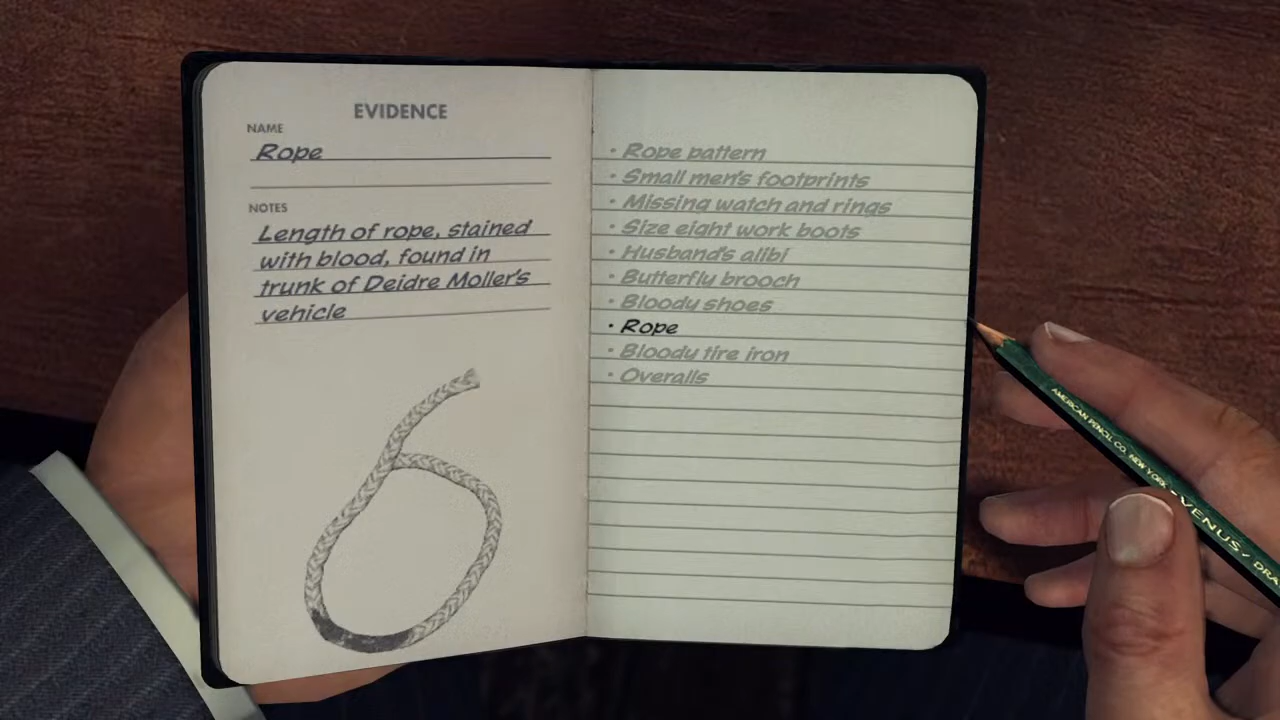 EVIDENCE
NAME
Rope
NOTES
Length of rope, stained
with blood, found in
trunk of Deidre Moller's
vehicle
• Rope pattern
• Small men's footprints
• Missing watch and rings
• Size eight work boots
• Husband's alibi
• Butterfly brooch
• Bloody shoes
• Rope
• Bloody tire iron
• Overalls
AMERICAN PENCIL CO. NEW YORK VENUS DRA